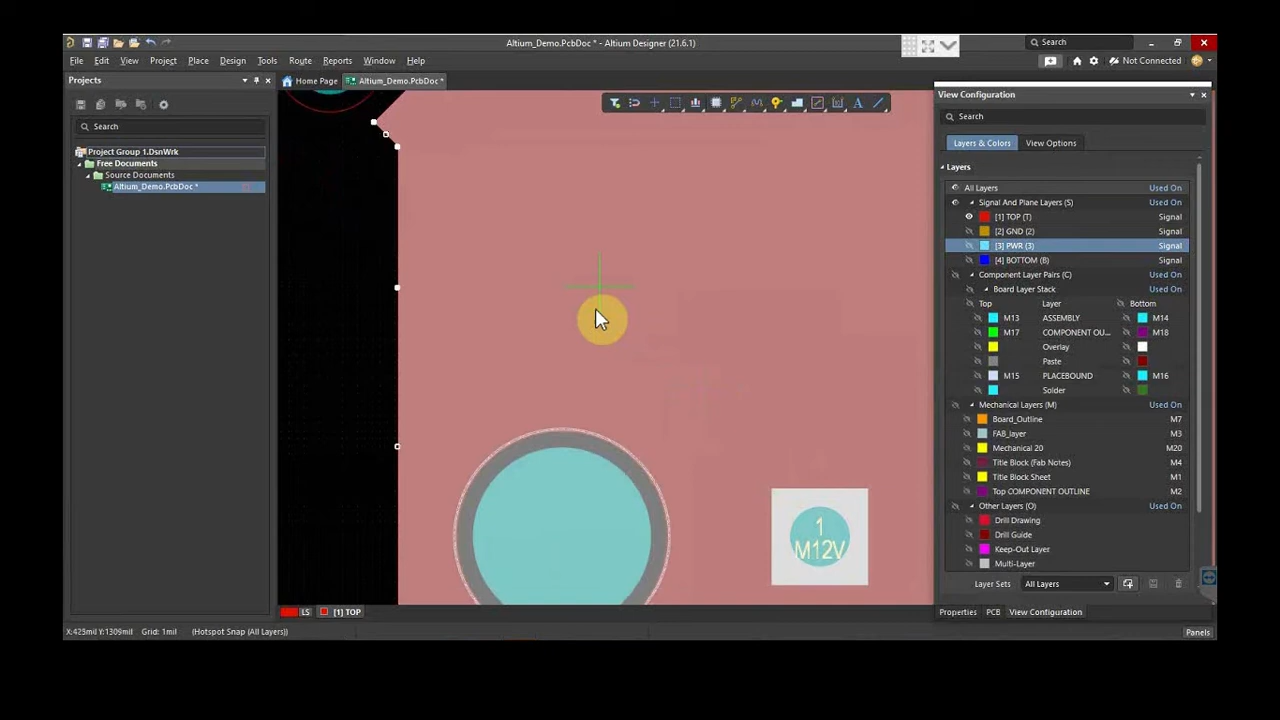 Altium_Demo.PcbDoc * - Altium Designer (21.6.1)
Search
File Edit View Project Place Design Tools Route Reports Window Help
Not Connected
Projects
Home Page
Altium_Demo.PcbDoc *
Search
Project Group 1.DsnWrk
Free Documents
Source Documents
Altium_Demo.PcbDoc *
1
M12V
View Configuration
Search
Layers & Colors
View Options
Layers
All Layers Used On
Signal And Plane Layers (S) Used On
[1] TOP (T) Signal
[2] GND (2) Signal
[3] PWR (3) Signal
[4] BOTTOM (B) Signal
Component Layer Pairs (C) Used On
Board Layer Stack Used On
Top Layer Bottom
M13 ASSEMBLY M14
M17 COMPONENT OU... M18
Overlay
Paste
M15 PLACEBOUND M16
Solder
Mechanical Layers (M) Used On
Board_Outline M7
FAB_layer M3
Mechanical 20 M20
Title Block (Fab Notes) M4
Title Block Sheet M1
Top COMPONENT OUTLINE M2
Other Layers (O) Used On
Drill Drawing
Drill Guide
Keep-Out Layer
Multi-Layer
Layer Sets All Layers
Properties PCB View Configuration
LS [1] TOP
X:423mil Y:1309mil Grid: 1mil (Hotspot Snap (All Layers))
Panels